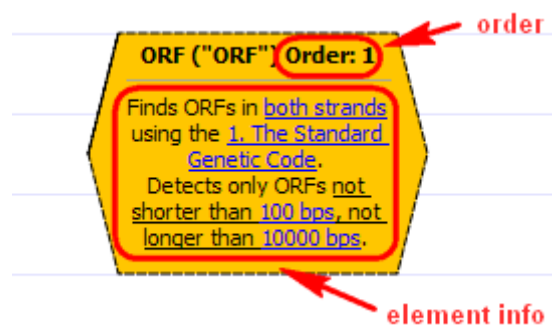 order
ORF ("ORF") Order: 1
Finds ORFs in both strands
using the 1. The Standard
Genetic Code.
Detects only ORFs not
shorter than 100 bps, not
longer than 10000 bps.
element info